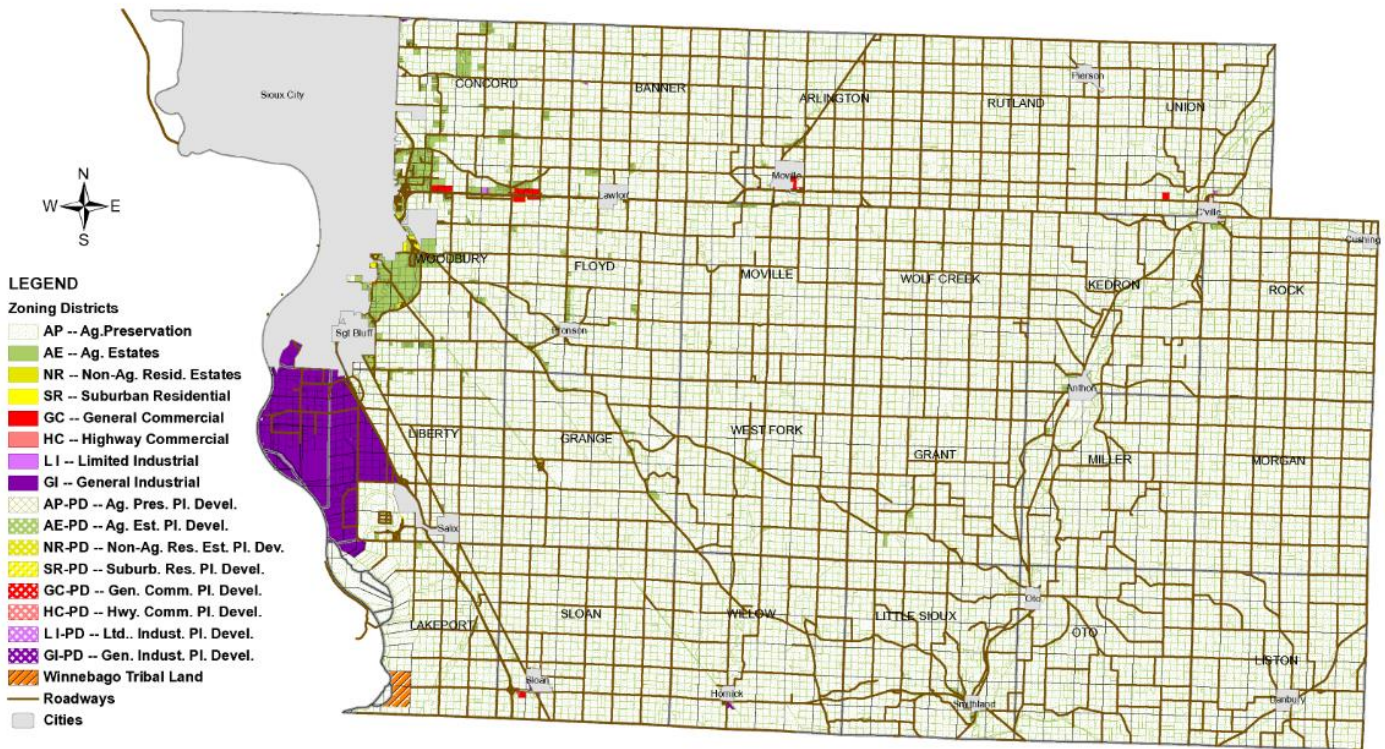 Sioux City
CONCORD
BANNER
ARLINGTON
RUTLAND
Pierson
UNION
Moville
Lawton
C'ville
Cushing
N
W E
S
WOODBURY
FLOYD
MOVILLE
WOLF CREEK
KEDRON
ROCK
Sgt Bluff
Bronson
Anthon
LIBERTY
GRANGE
WEST FORK
GRANT
MILLER
MORGAN
Salix
LAKEPORT
SLOAN
WILLOW
LITTLE SIOUX
Oto
OTO
LISTON
Sloan
Hornick
Smithland
Danbury
LEGEND
Zoning Districts
AP -- Ag.Preservation
AE -- Ag. Estates
NR -- Non-Ag. Resid. Estates
SR -- Suburban Residential
GC -- General Commercial
HC -- Highway Commercial
L I -- Limited Industrial
GI -- General Industrial
AP-PD -- Ag. Pres. Pl. Devel.
AE-PD -- Ag. Est. Pl. Devel.
NR-PD -- Non-Ag. Res. Est. Pl. Dev.
SR-PD -- Suburb. Res. Pl. Devel.
GC-PD -- Gen. Comm. Pl. Devel.
HC-PD -- Hwy. Comm. Pl. Devel.
L I-PD -- Ltd.. Indust. Pl. Devel.
GI-PD -- Gen. Indust. Pl. Devel.
Winnebago Tribal Land
Roadways
Cities